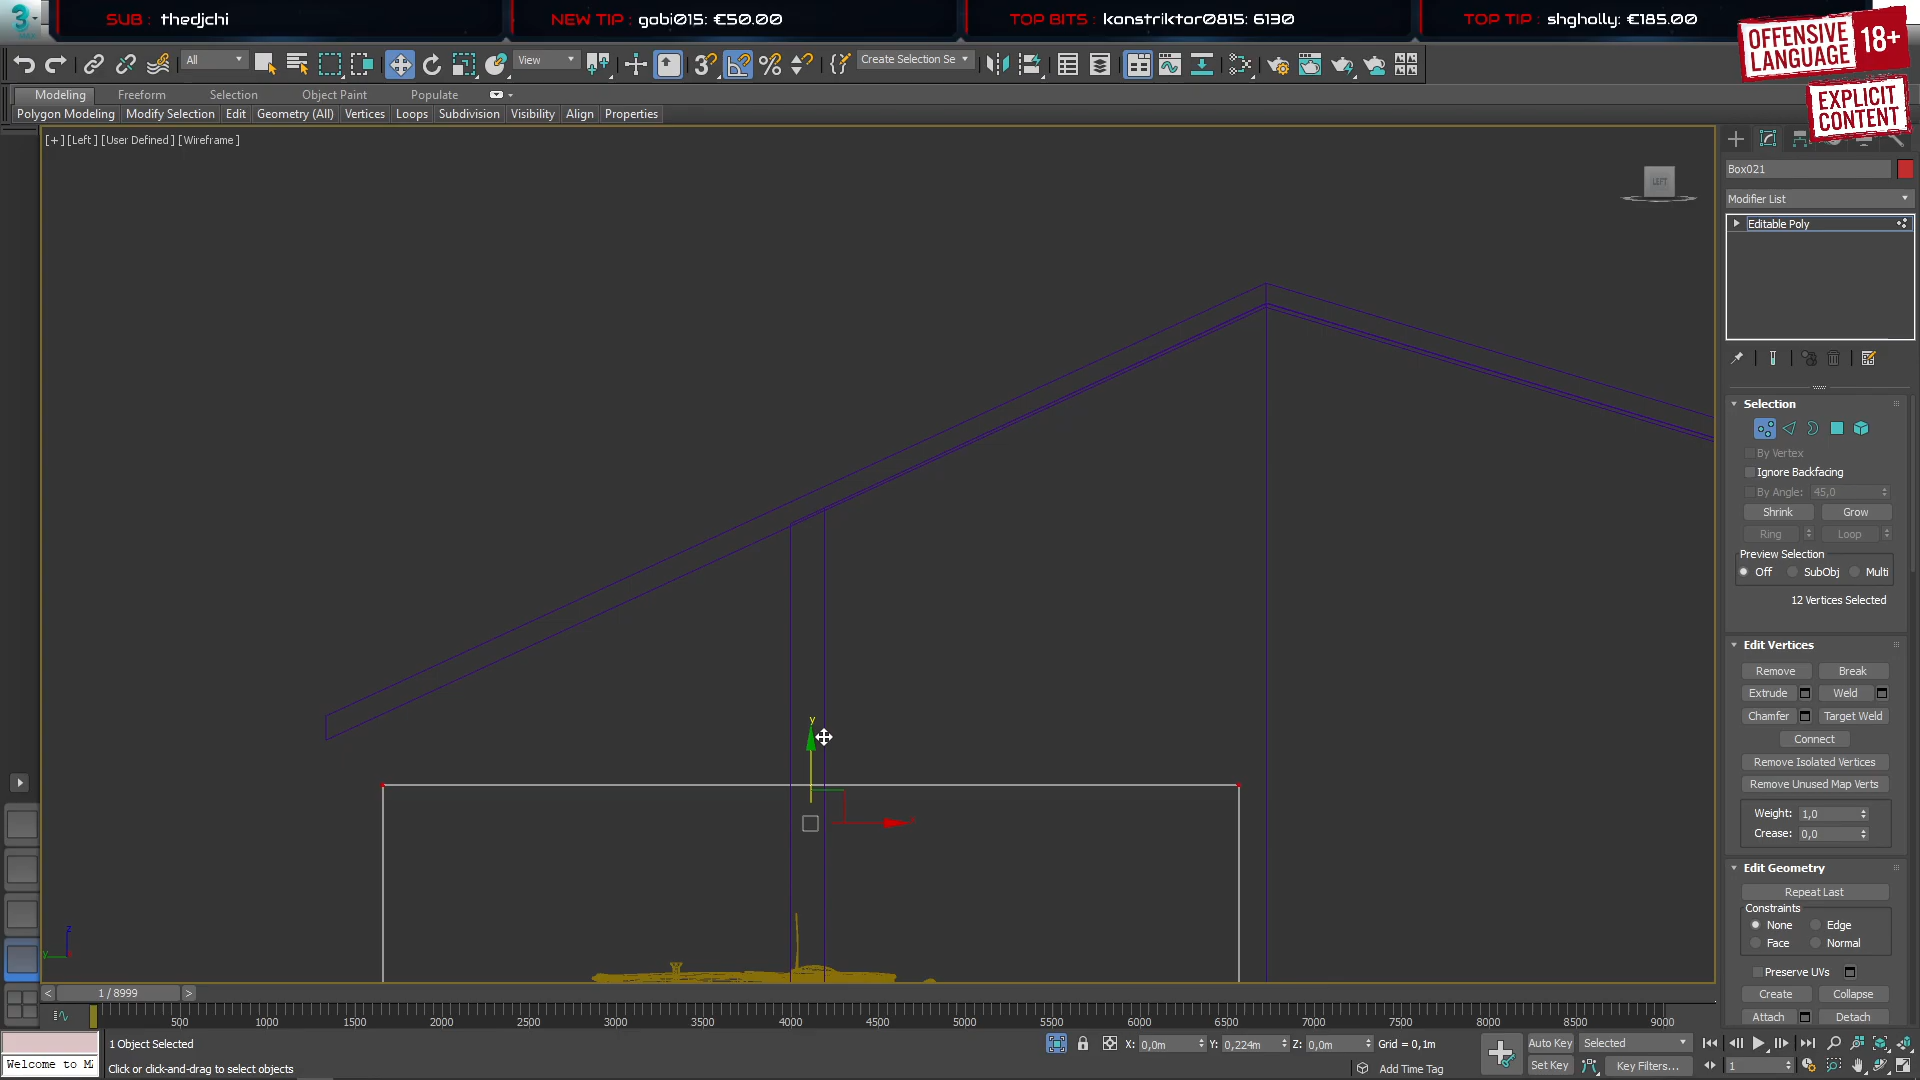 SUB : thedjchi
NEW TIP : gobi015: €50.00
TOP BITS : konstriktor0815: 6130
TOP TIP : shgholly: €185.00
OFFENSIVE LANGUAGE 18+
EXPLICIT CONTENT
All
View
Create Selection Se
Modeling Freeform Selection Object Paint Populate
Polygon Modeling Modify Selection Edit Geometry (All) Vertices Loops Subdivision Visibility Align Properties
[+] [Left ] [User Defined ] [Wireframe ]
LEFT
Box021
Modifier List
Editable Poly
Selection
By Vertex
Ignore Backfacing
By Angle: 45,0
Shrink Grow
Ring Loop
Preview Selection
Off SubObj Multi
12 Vertices Selected
Edit Vertices
Remove Break
Extrude Weld
Chamfer Target Weld
Connect
Remove Isolated Vertices
Remove Unused Map Verts
Weight: 1,0
Crease: 0,0
Edit Geometry
Repeat Last
Constraints
None Edge
Face Normal
Preserve UVs
Create Collapse
Attach Detach
y
x
z
y
< 1 / 8999 >
500 1000 1500 2000 2500 3000 3500 4000 4500 5000 5500 6000 6500 7000 7500 8000 8500 9000
1 Object Selected
X: 0,0m Y: 0,224m Z: 0,0m Grid = 0,1m
Auto Key Selected
Welcome to M
Click or click-and-drag to select objects
Add Time Tag
Set Key Key Filters...
1